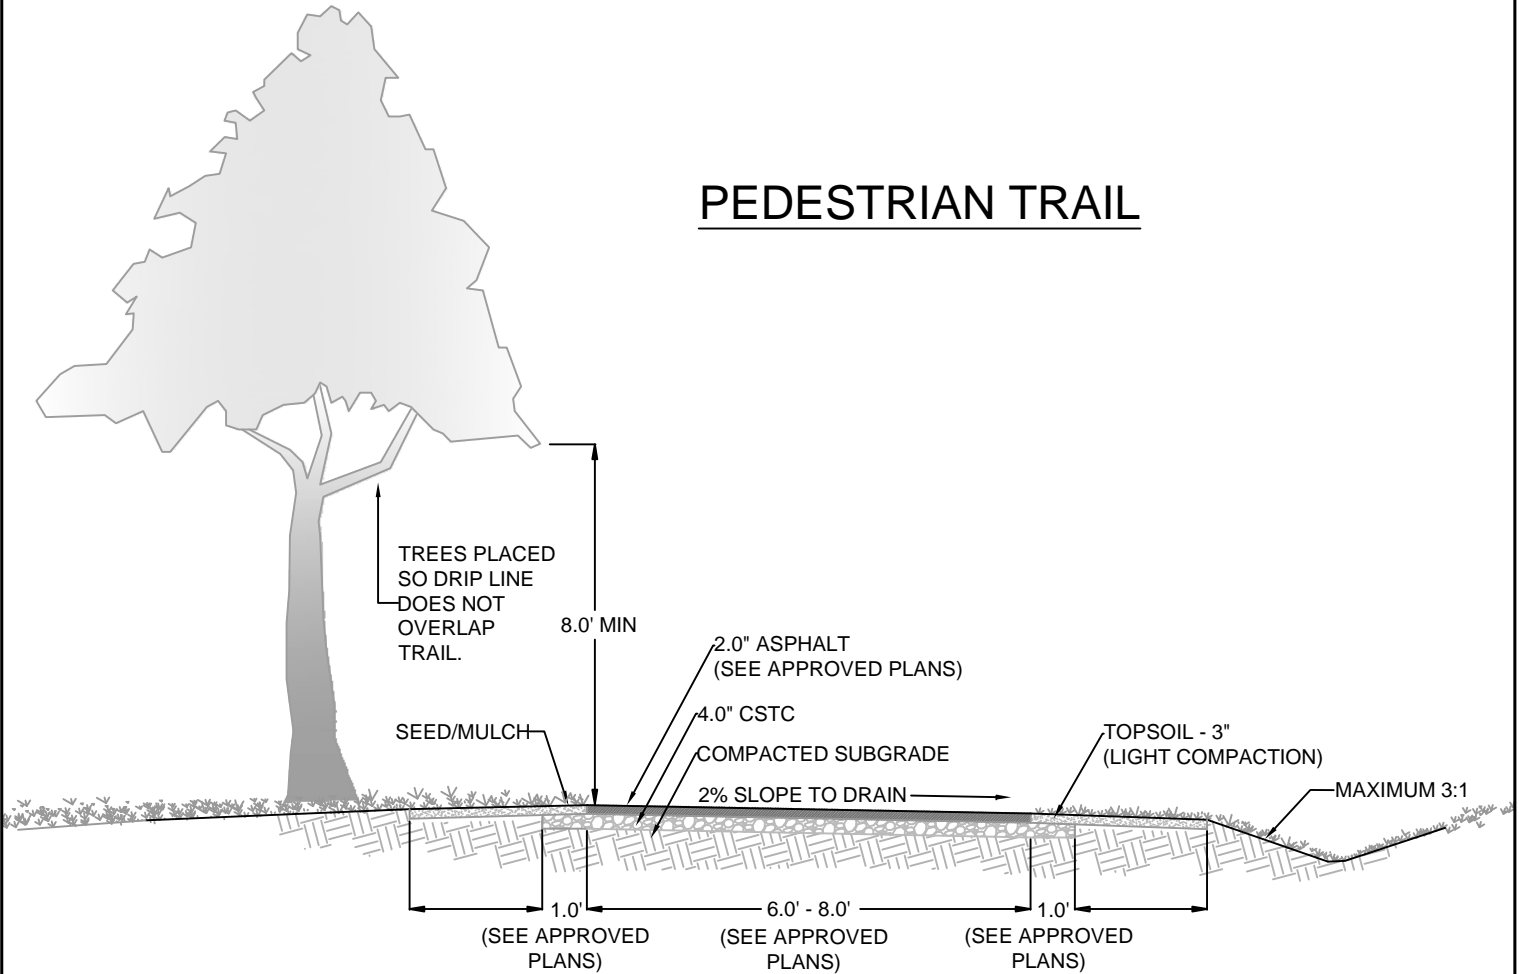 PEDESTRIAN TRAIL
TREES PLACED
SO DRIP LINE
DOES NOT
OVERLAP
TRAIL.
8.0' MIN
2.0" ASPHALT
(SEE APPROVED PLANS)
4.0" CSTC
SEED/MULCH
COMPACTED SUBGRADE
TOPSOIL - 3"
(LIGHT COMPACTION)
2% SLOPE TO DRAIN
MAXIMUM 3:1
1.0'
(SEE APPROVED
PLANS)
6.0' - 8.0'
(SEE APPROVED
PLANS)
1.0'
(SEE APPROVED
PLANS)